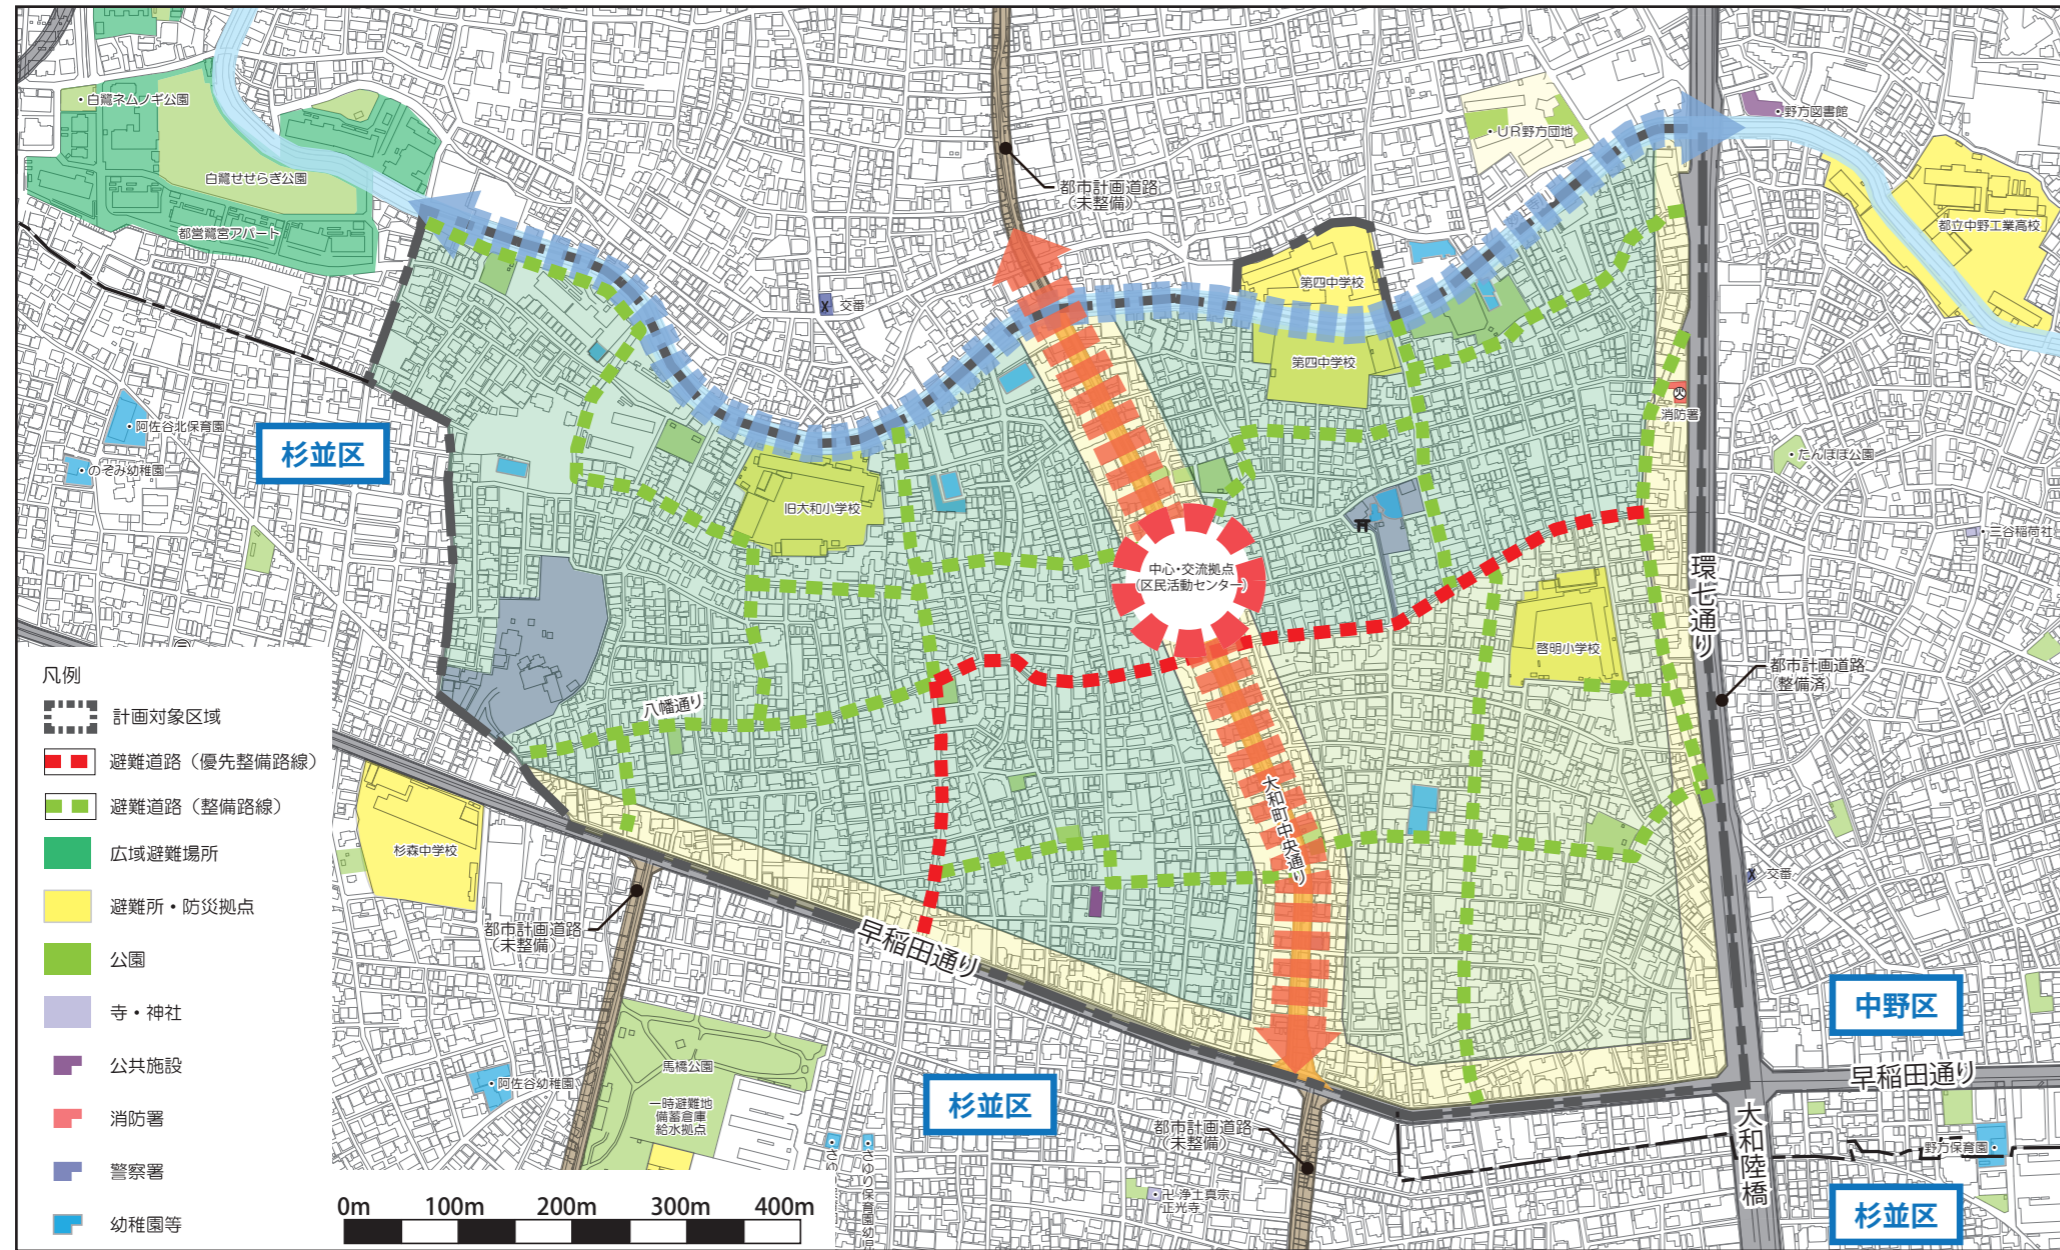 ・白鷺ネムノギ公園
白鷺せせらぎ公園
都営鷺宮アパート
都市計画道路
(未整備)
・UR野方団地
・野方図書館
都立中野工業高校
交番
第四中学校
第四中学校
消防署
・たんぽぽ公園
・阿佐谷北保育園
・のぞみ幼稚園
杉並区
旧大和小学校
・三谷稲荷社
中心・交流拠点
(区民活動センター)
環七通り
啓明小学校
都市計画道路
(整備済)
八幡通り
大和町中央通り
凡例
計画対象区域
避難道路(優先整備路線)
避難道路(整備路線)
広域避難場所
避難所・防災拠点
公園
寺・神社
公共施設
消防署
警察署
幼稚園等
杉森中学校
都市計画道路
(未整備)
早稲田通り
交番
中野区
馬橋公園
一時避難地
備蓄倉庫
給水拠点
・阿佐谷幼稚園
杉並区
早稲田通り
大和陸橋
都市計画道路
(未整備)
野方保育園・
卍浄土真宗
正光寺
杉並区
0m 100m 200m 300m 400m